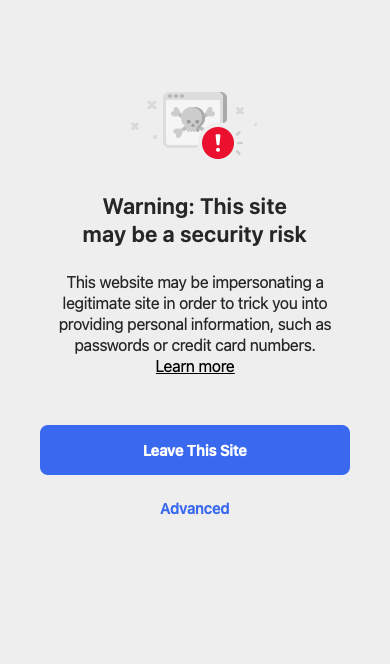 Warning: This site
may be a security risk
This website may be impersonating a
legitimate site in order to trick you into
providing personal information, such as
passwords or credit card numbers.
Learn more
Leave This Site
Advanced